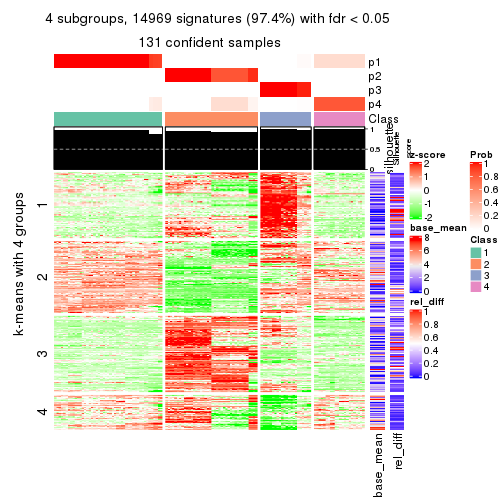 4 subgroups, 14969 signatures (97.4%) with fdr < 0.05
131 confident samples
p1
p2
p3
p4
Class
1
0.5
0
silhouette
Silhouette
score
k-means with 4 groups
1
2
3
4
base_mean
rel_diff
z-score
2
1
0
-1
-2
base_mean
8
6
4
2
0
rel_diff
1
0.8
0.6
0.4
0.2
0
Prob
1
0.8
0.6
0.4
0.2
0
Class
1
2
3
4